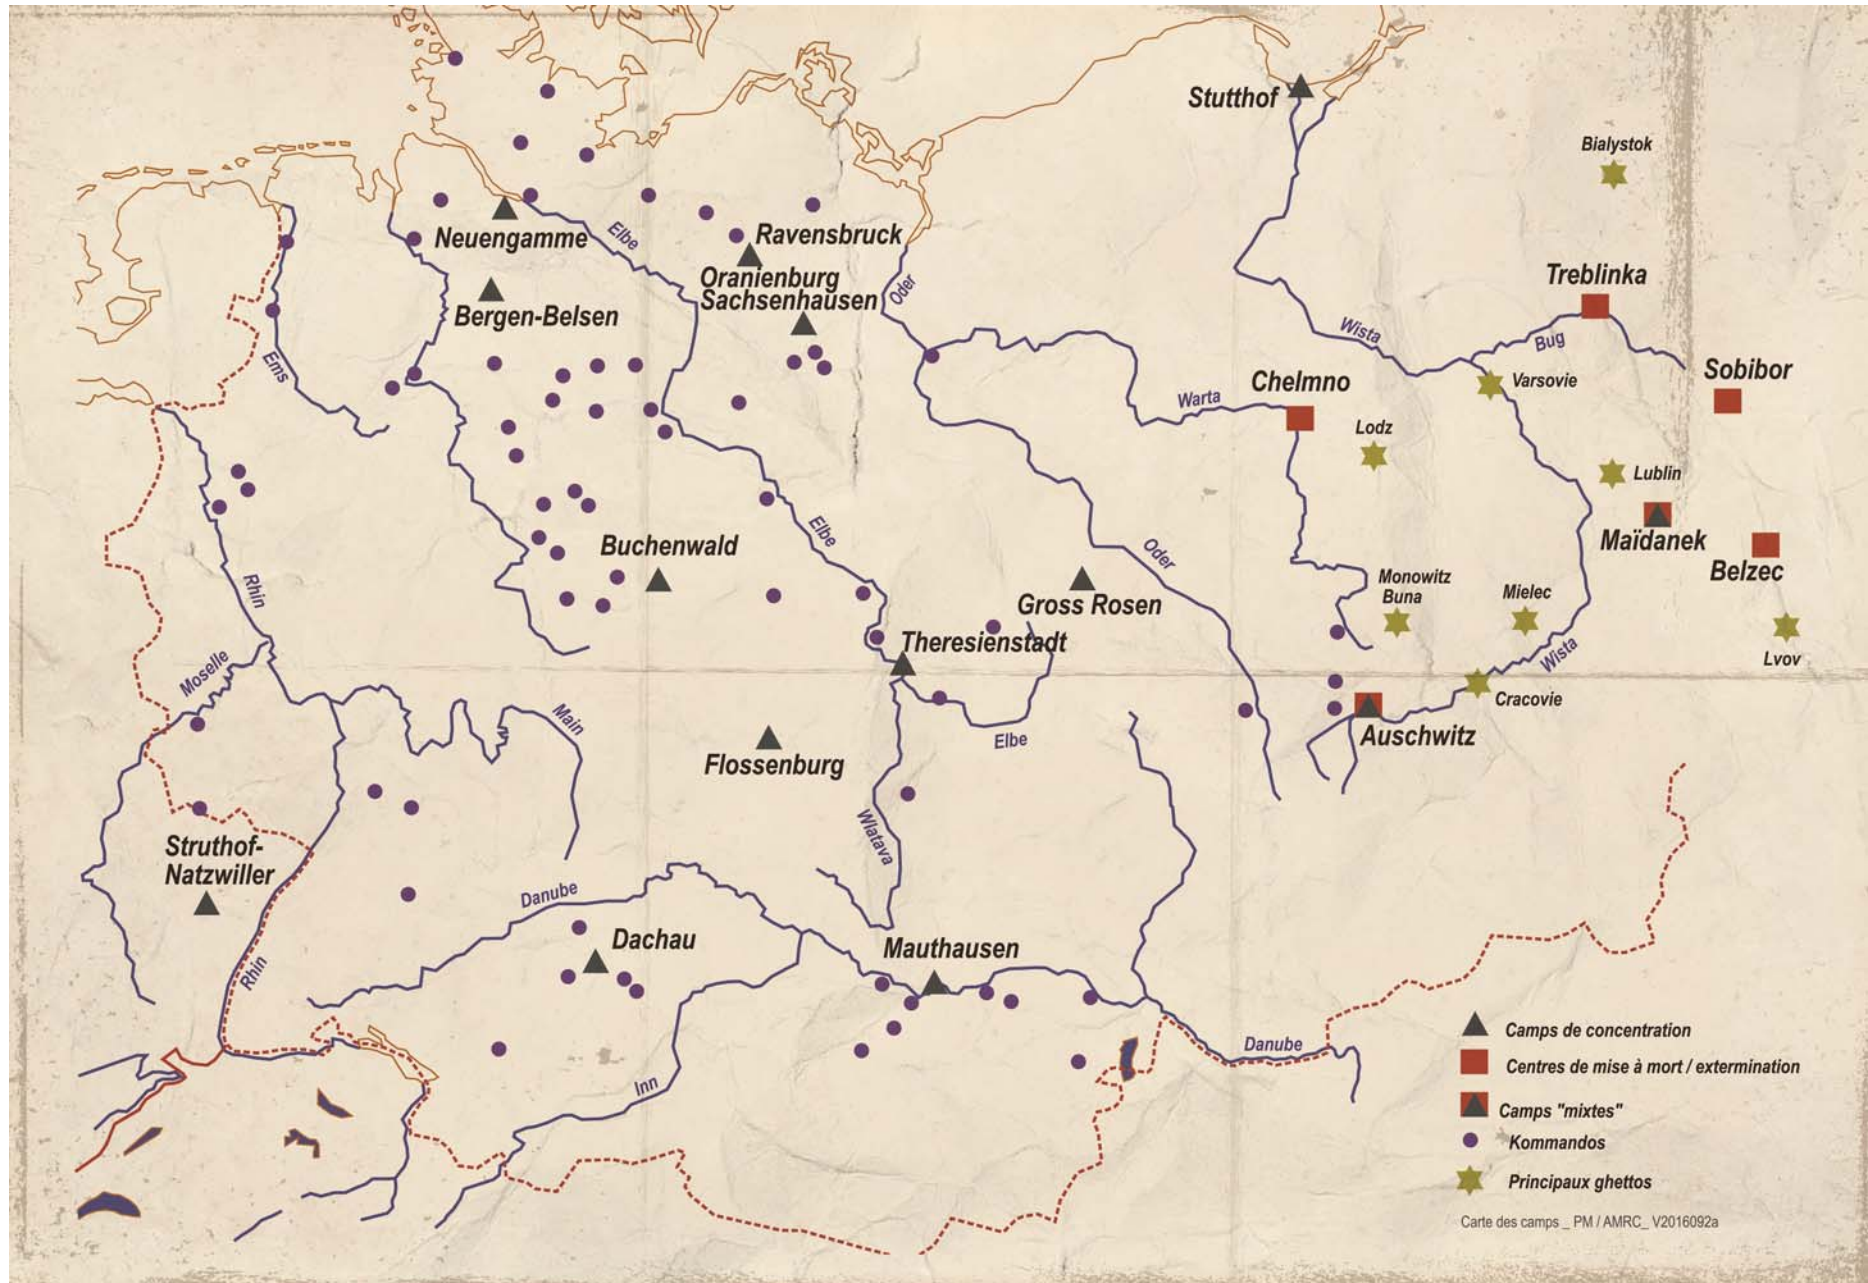 Stutthof
Bialystok
Neuengamme
Elbe
Ravensbruck
Oranienburg
Sachsenhausen
Oder
Treblinka
Bergen-Belsen
Wista
Bug
Ems
Chelmno
Varsovie
Sobibor
Warta
Lodz
Lublin
Elbe
Buchenwald
Oder
Maïdanek
Belzec
Rhin
Gross Rosen
Monowitz
Buna
Mielec
Theresienstadt
Moselle
Wista
Lvov
Cracovie
Main
Elbe
Auschwitz
Flossenburg
Wlatava
Struthof-
Natzwiller
Danube
Dachau
Mauthausen
Rhin
Danube
Inn
Camps de concentration
Centres de mise à mort / extermination
Camps "mixtes"
Kommandos
Principaux ghettos
Carte des camps _ PM / AMRC_ V2016092a